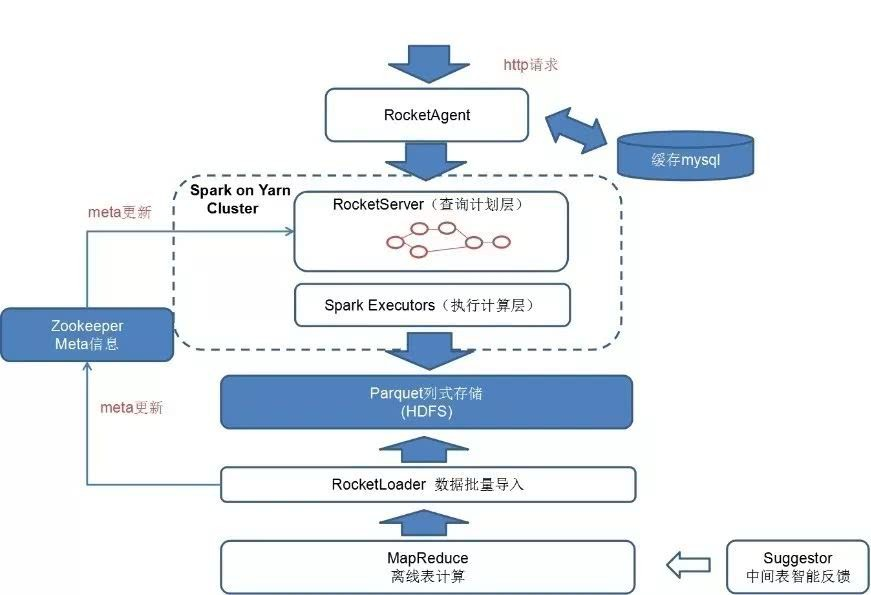 http请求
RocketAgent
缓存mysql
Spark on Yarn
Cluster
RocketServer（查询计划层）
meta更新
Spark Executors（执行计算层）
Zookeeper
Meta信息
Parquet列式存储
(HDFS)
meta更新
RocketLoader 数据批量导入
MapReduce
离线表计算
Suggestor
中间表智能反馈